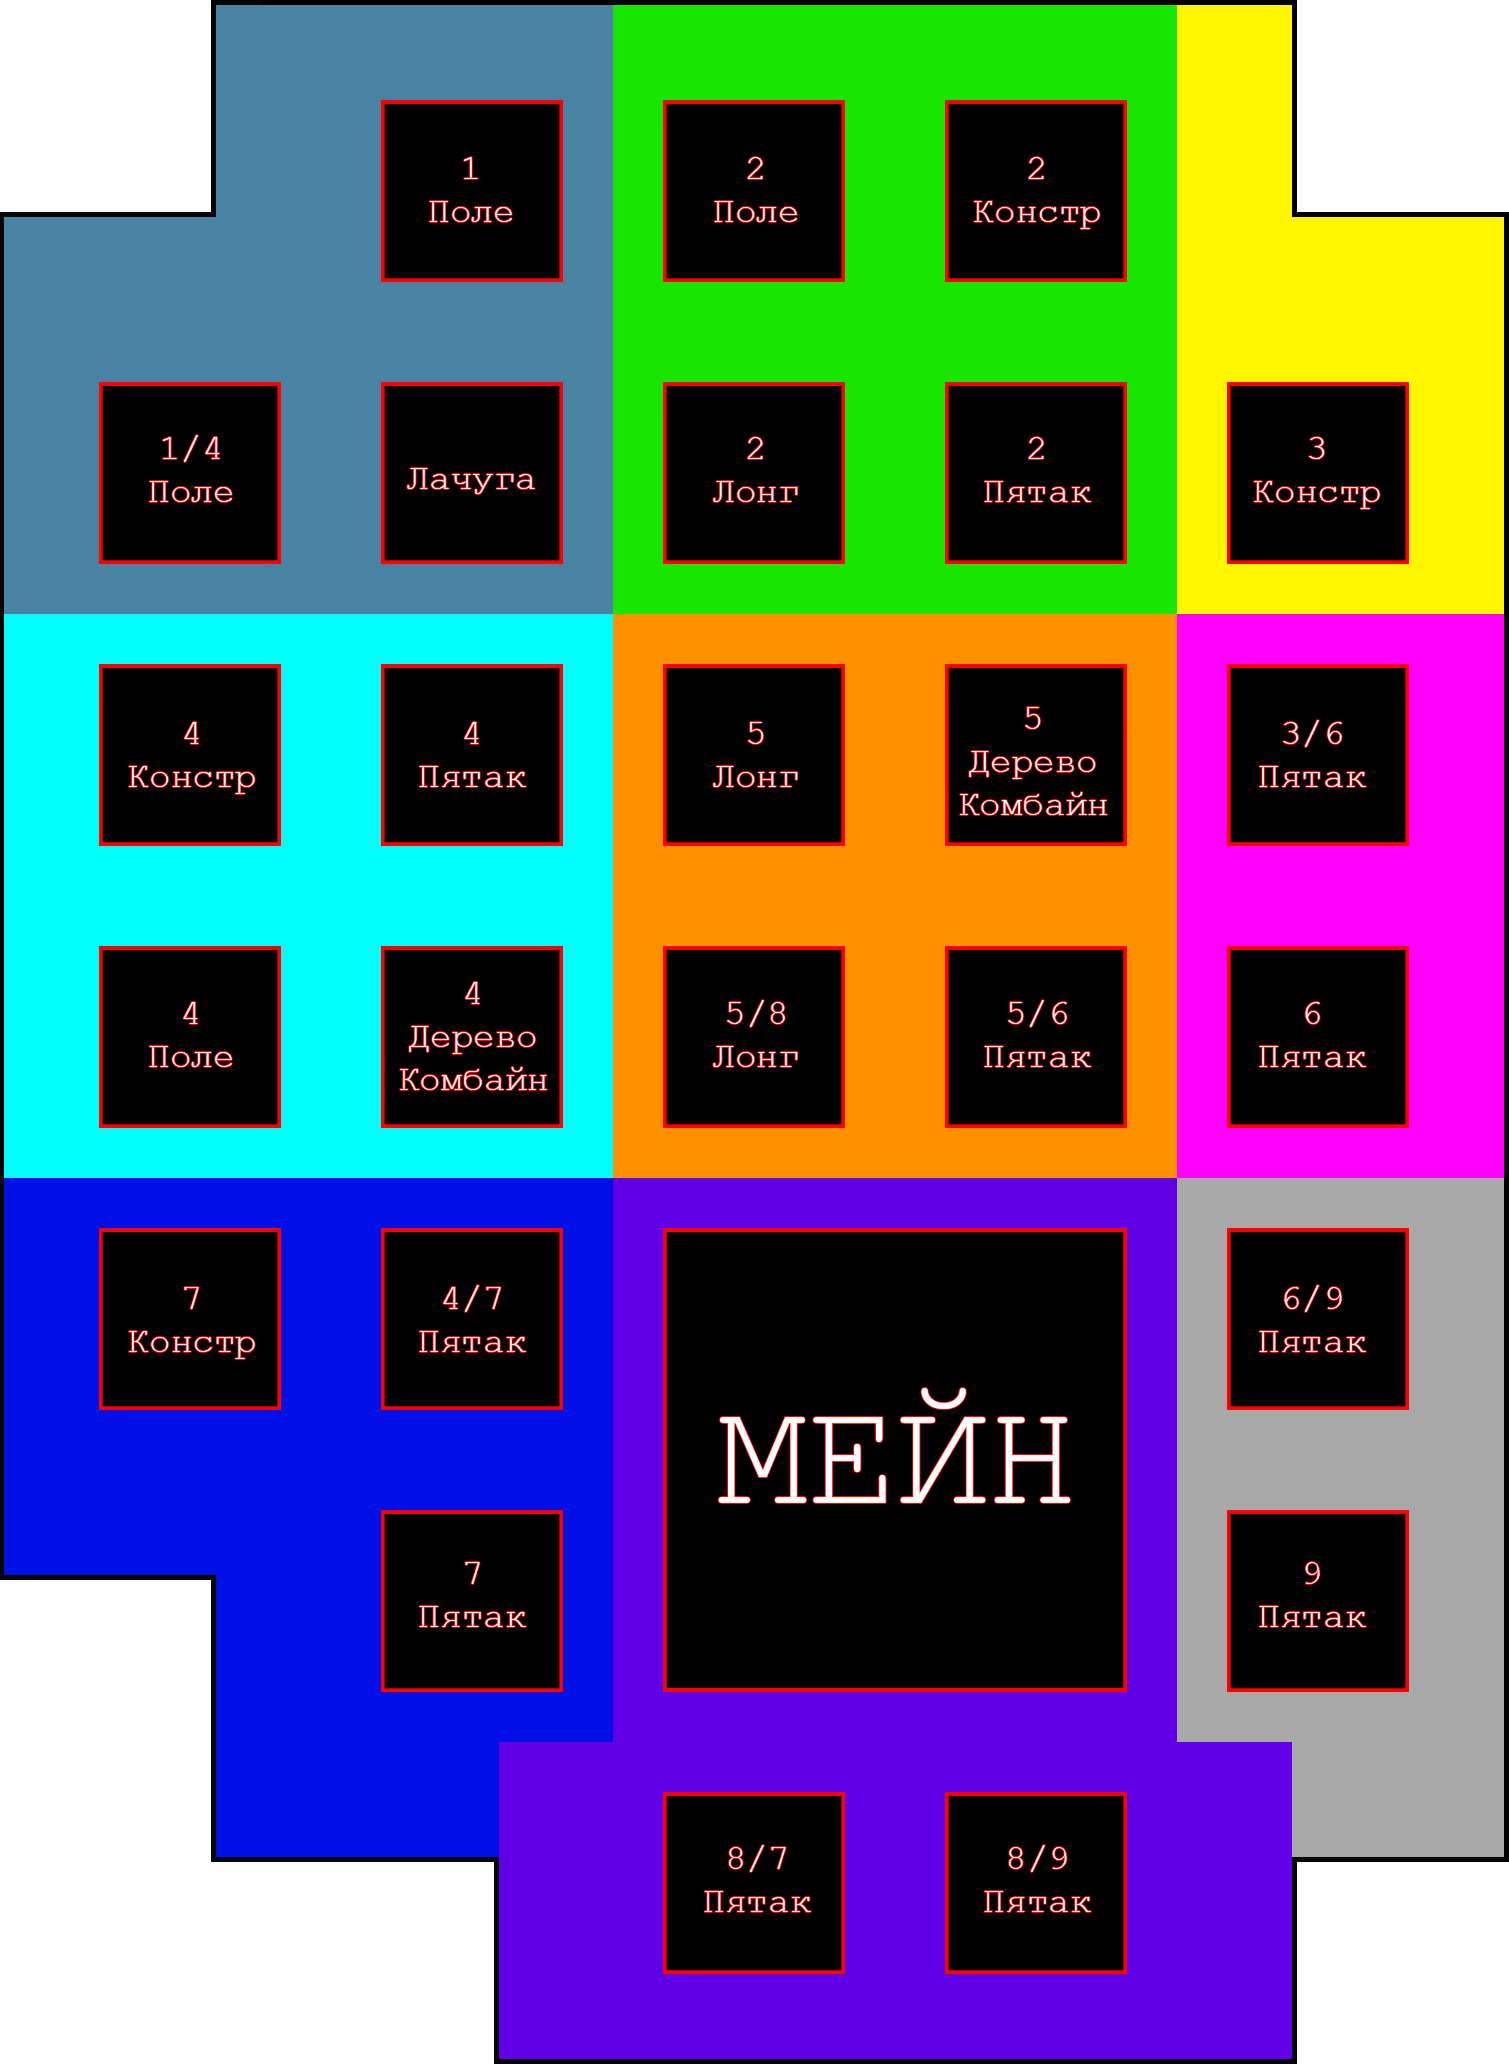 1
Поле
2
Поле
2
Констр
1/4
Поле
Лачуга
2
Лонг
2
Пятак
3
Констр
4
Констр
4
Пятак
5
Лонг
5
Дерево
Комбайн
3/6
Пятак
4
Поле
4
Дерево
Комбайн
5/8
Лонг
5/6
Пятак
6
Пятак
7
Констр
4/7
Пятак
МЕЙН
6/9
Пятак
7
Пятак
9
Пятак
8/7
Пятак
8/9
Пятак